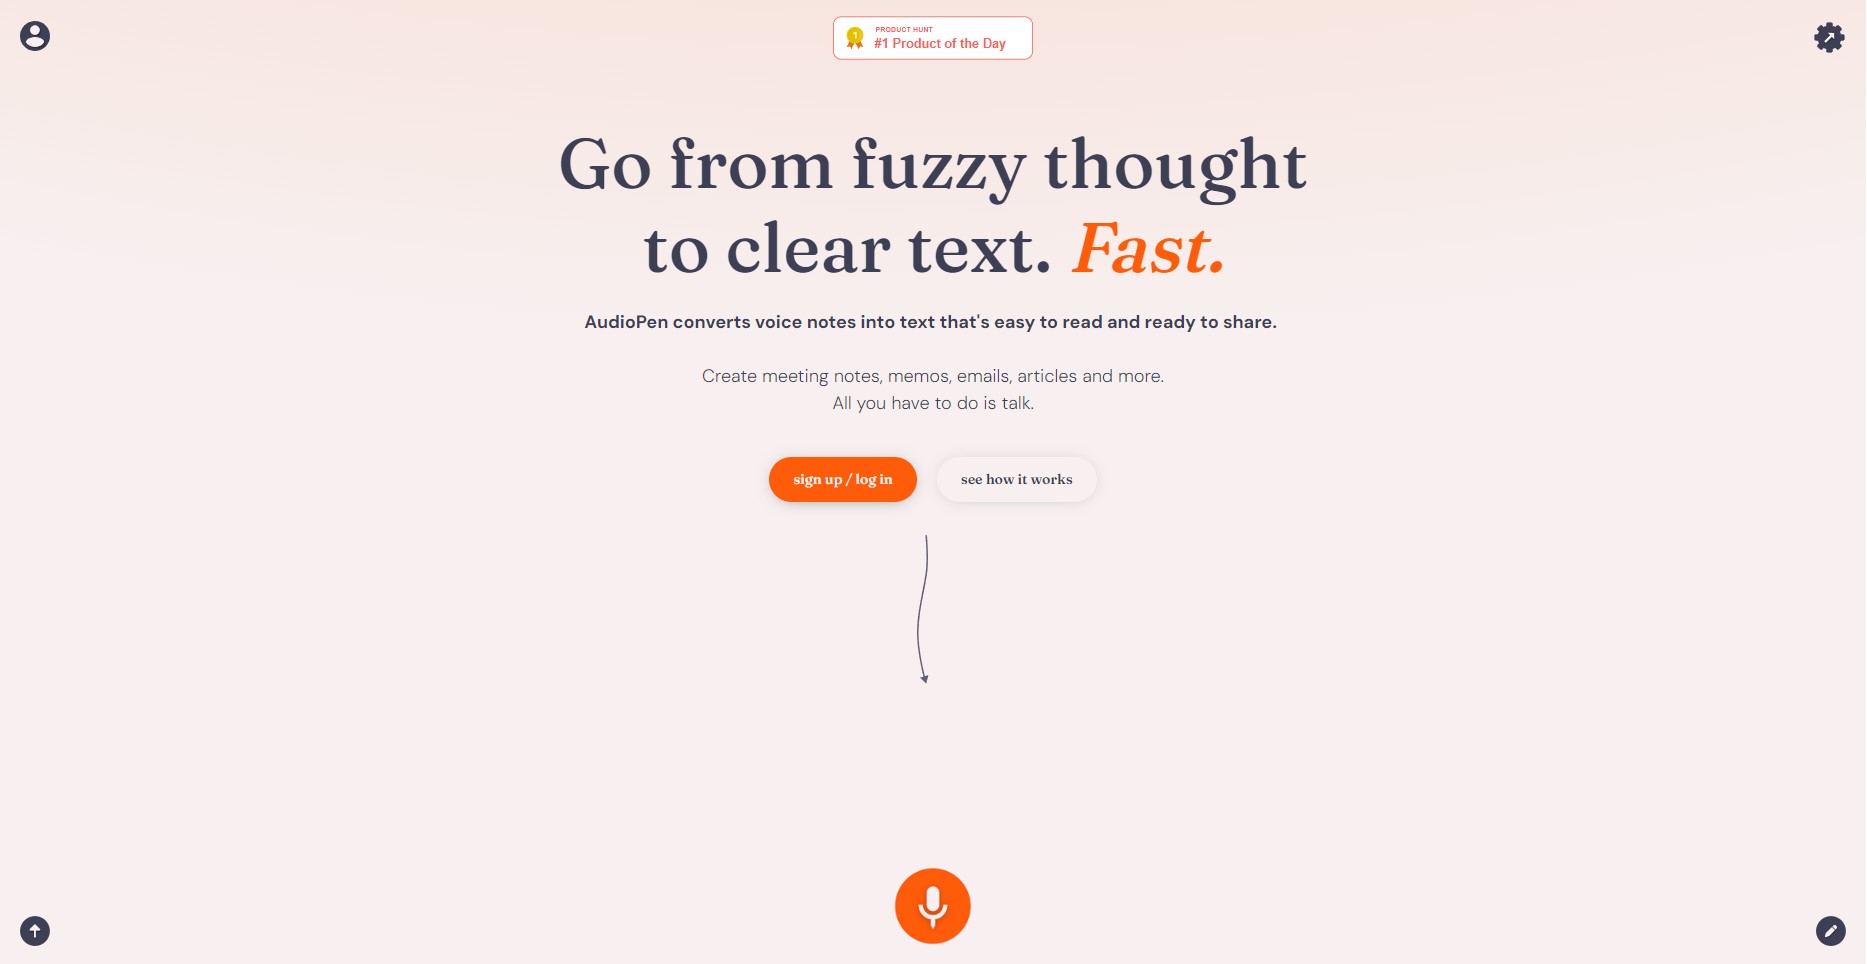 PRODUCT HUNT
1
#1 Product of the Day
Go from fuzzy thought
to clear text. Fast.
AudioPen converts voice notes into text that's easy to read and ready to share.
Create meeting notes, memos, emails, articles and more.
All you have to do is talk.
sign up / log in
see how it works